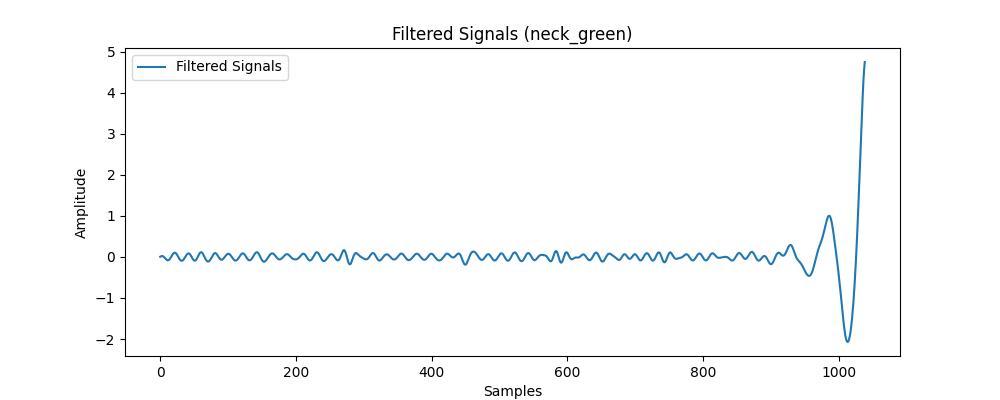 Filtered Signals (neck_green)
Filtered Signals
5
4
3
2
1
0
−1
−2
Amplitude
0 200 400 600 800 1000
Samples